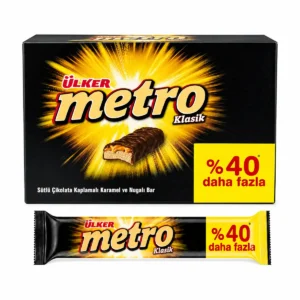 ÜLKER
metro
Klasik
%40*
daha fazla
Sütlü Çikolata Kaplamalı Karamel ve Nugalı Bar
ÜLKER
metro
Klasik
%40*
daha fazla